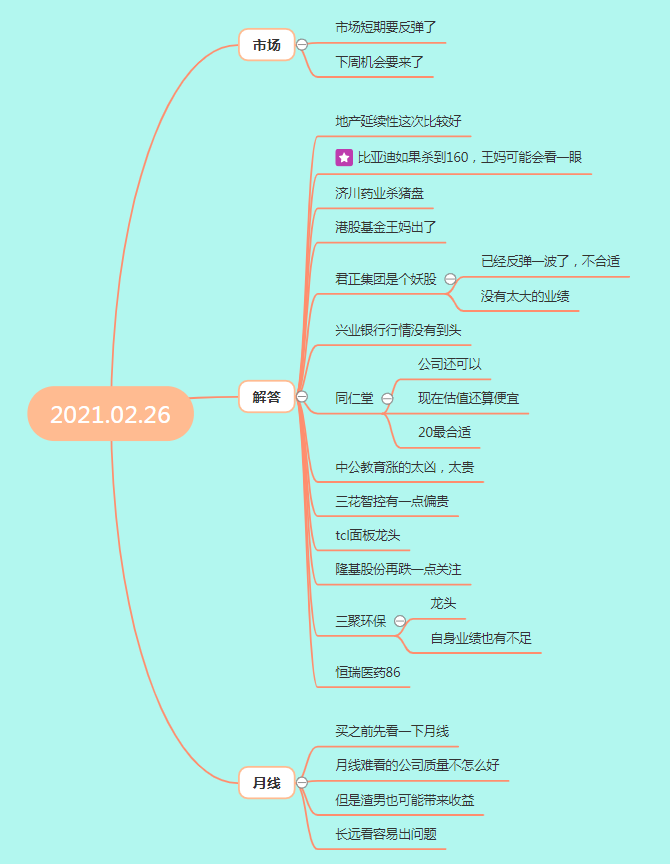 2021.02.26
市场
市场短期要反弹了
下周机会要来了
解答
地产延续性这次比较好
比亚迪如果杀到160，王妈可能会看一眼
济川药业杀猪盘
港股基金王妈出了
君正集团是个妖股
已经反弹一波了，不合适
没有太大的业绩
兴业银行行情没有到头
同仁堂
公司还可以
现在估值还算便宜
20最合适
中公教育涨的太凶，太贵
三花智控有一点偏贵
tcl面板龙头
隆基股份再跌一点关注
三聚环保
龙头
自身业绩也有不足
恒瑞医药86
月线
买之前先看一下月线
月线难看的公司质量不怎么好
但是渣男也可能带来收益
长远看容易出问题